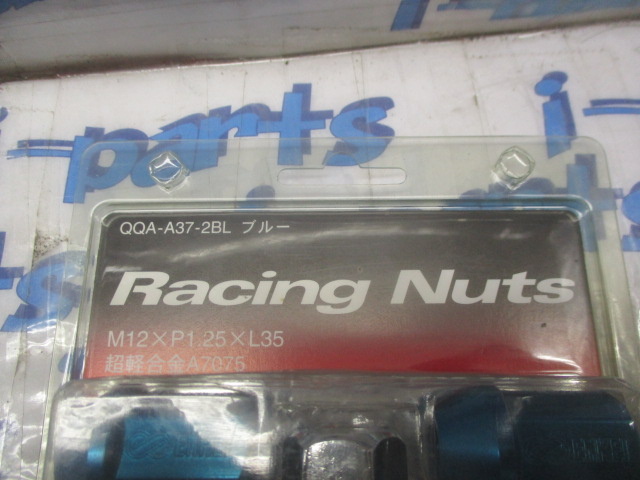 i-parts
i-
QQA-A37-2BL ブルー
Racing Nuts
M12×P1.25×L35
超軽合金A7075